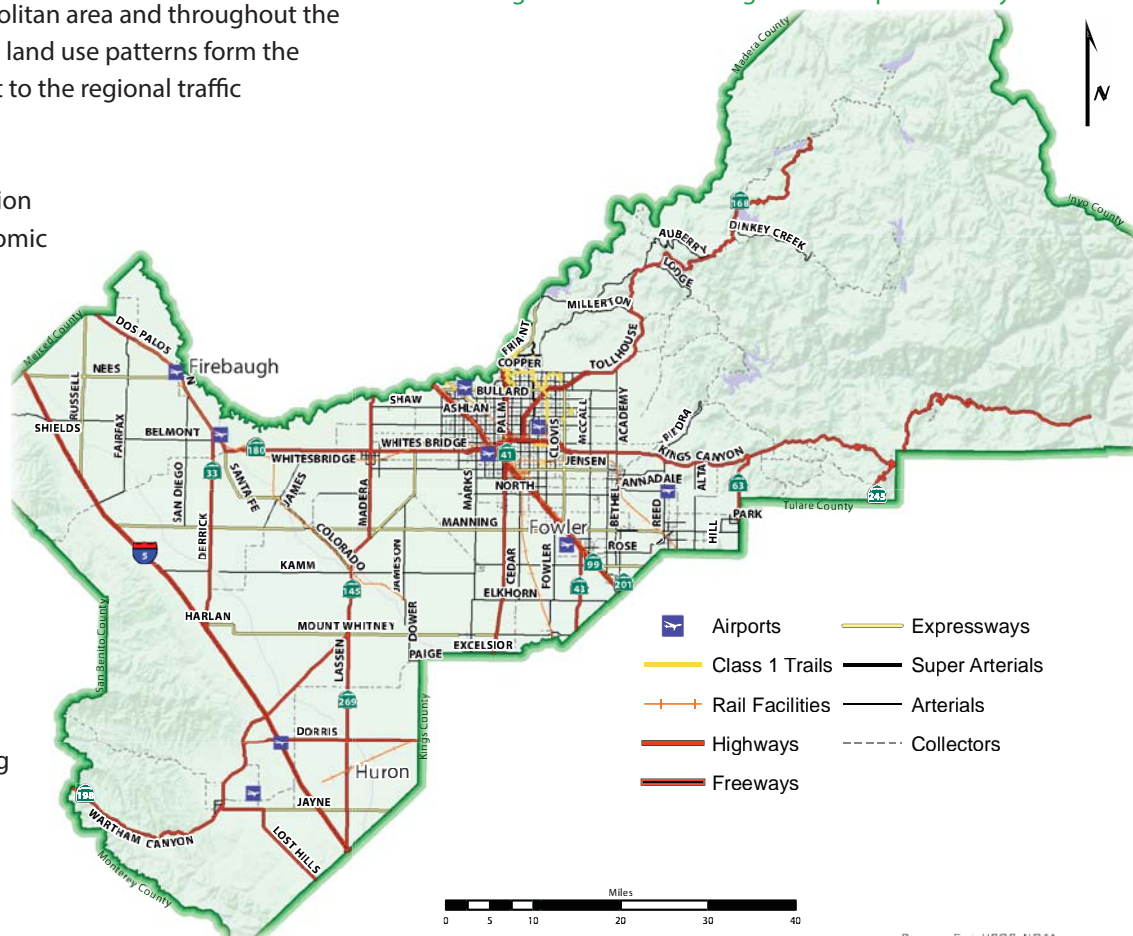 politan area and throughout the
land use patterns form the
t to the regional traffic
omic
Madera County
N
Inyo County
168
AUBERRY
DINKEY CREEK
LODGE
MILLERTON
Merced County
DOS PALOS
FRIANT
TOLLHOUSE
COPPER
NEES
Firebaugh
RUSSELL
BULLARD
SHAW
ASHLAN
PALM
CLOVIS
MCCALL
ACADEMY
SHIELDS
FAIRFAX
BELMONT
PIEDRA
WHITES BRIDGE
180
WHITESBRIDGE
41
KINGS CANYON
JENSEN
33
SAN DIEGO
SANTA FE
JAMES
MADERA
MARKS
NORTH
ANNADALE
ALTA
63
245
BETHEL
REED
PARK
Tulare County
DERRICK
MANNING
Fowler
HILL
5
COLORADO
ROSE
KAMM
JAMESON
CEDAR
FOWLER
99
145
ELKHORN
43
201
San Benito County
HARLAN
MOUNT WHITNEY
DOWER
EXCELSIOR
PAIGE
LASSEN
269
Kings County
DORRIS
Huron
198
JAYNE
WARTHAM CANYON
LOST HILLS
Monterey County
Airports
Expressways
Class 1 Trails
Super Arterials
Rail Facilities
Arterials
Highways
Collectors
Freeways
Miles
0 5 10 20 30 40